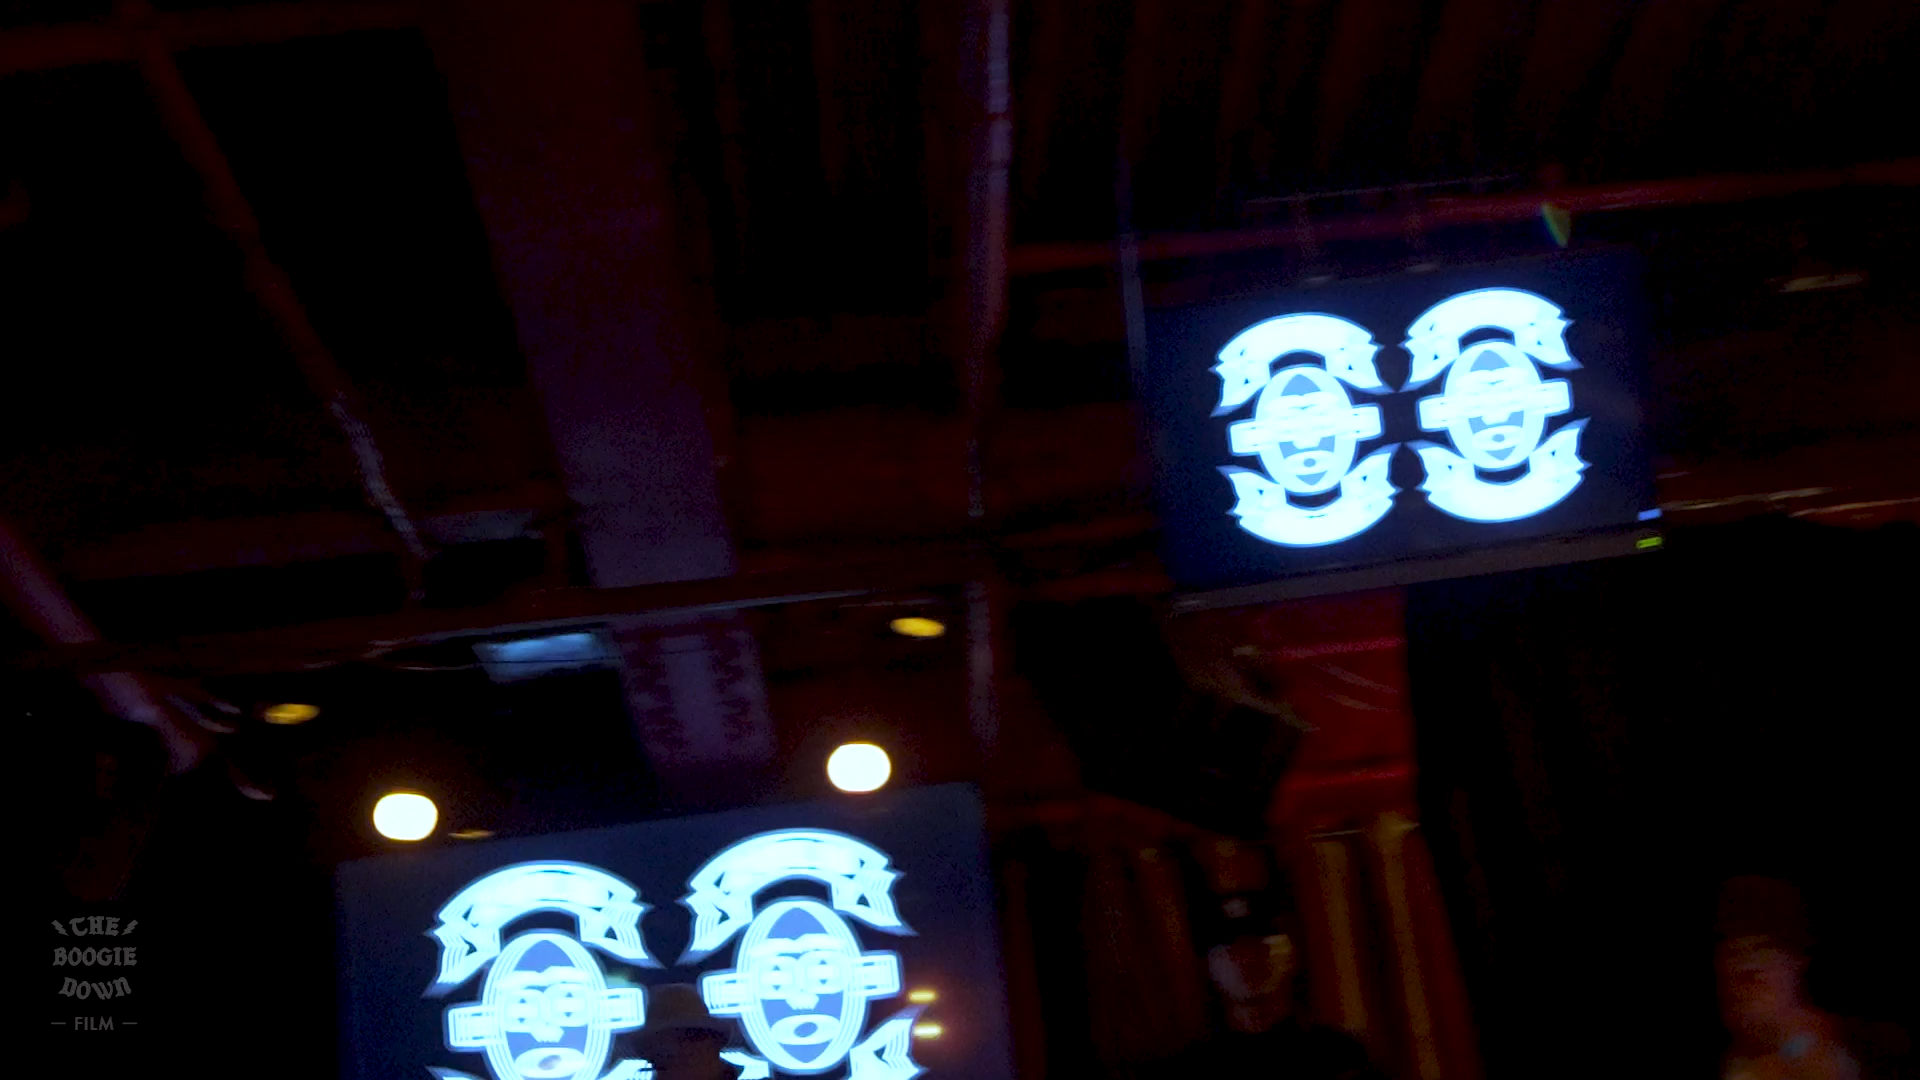 THE
BOOGIE
DOWN
— FILM —